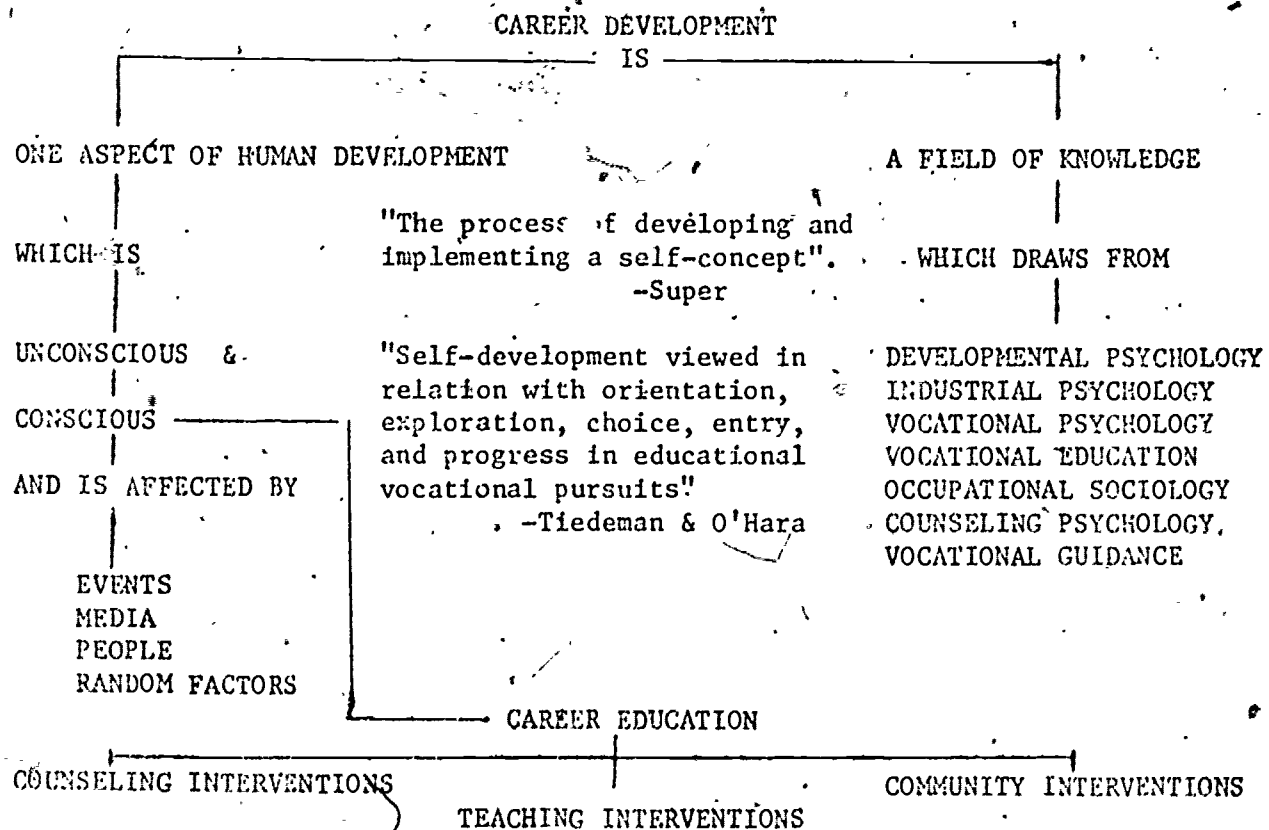 CAREER DEVELOPMENT
IS
ONE ASPECT OF HUMAN DEVELOPMENT
A FIELD OF KNOWLEDGE
WHICH IS
"The process of developing and
implementing a self-concept".
-Super
WHICH DRAWS FROM
UNCONSCIOUS &
CONSCIOUS
AND IS AFFECTED BY
EVENTS
MEDIA
PEOPLE
RANDOM FACTORS
"Self-development viewed in
relation with orientation,
exploration, choice, entry,
and progress in educational
vocational pursuits"
-Tiedeman & O'Hara
DEVELOPMENTAL PSYCHOLOGY
INDUSTRIAL PSYCHOLOGY
VOCATIONAL PSYCHOLOGY
VOCATIONAL EDUCATION
OCCUPATIONAL SOCIOLOGY
COUNSELING PSYCHOLOGY,
VOCATIONAL GUIDANCE
CAREER EDUCATION
COUNSELING INTERVENTIONS
TEACHING INTERVENTIONS
COMMUNITY INTERVENTIONS